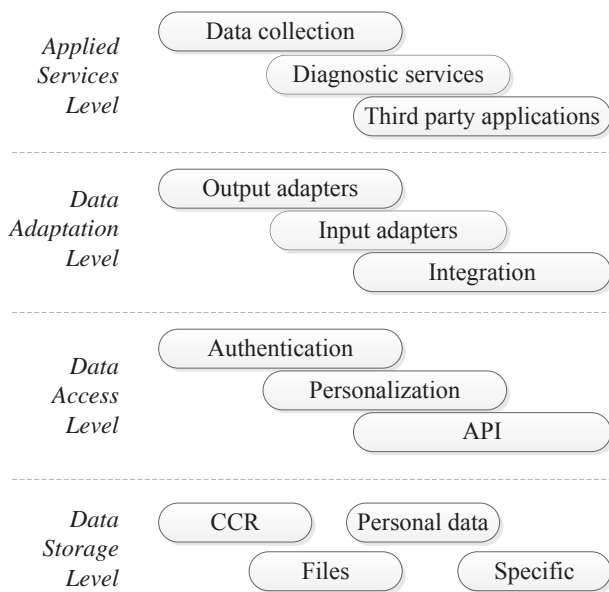 Applied
Services
Level
Data collection
Diagnostic services
Third party applications
Data
Adaptation
Level
Output adapters
Input adapters
Integration
Data
Access
Level
Authentication
Personalization
API
Data
Storage
Level
CCR
Personal data
Files
Specific